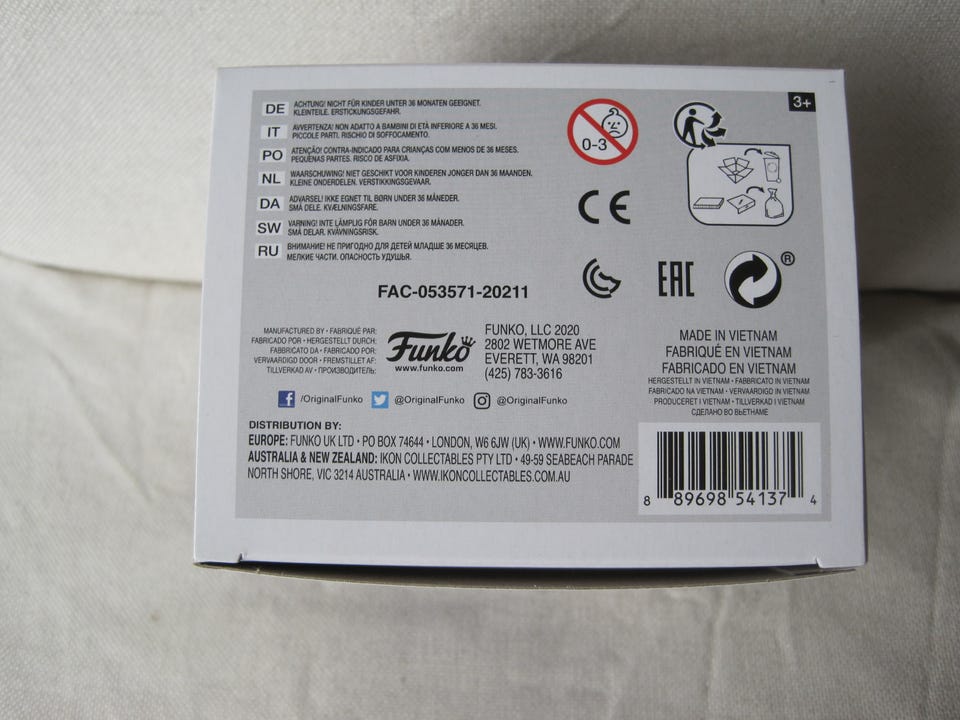 3+
DE ACHTUNG! NICHT FÜR KINDER UNTER 36 MONATEN GEEIGNET.
KLEINTEILE. ERSTICKUNGSGEFAHR.
IT AVVERTENZA! NON ADATTO A BAMBINI DI ETÀ INFERIORE A 36 MESI.
PICCOLE PARTI. RISCHIO DI SOFFOCAMENTO.
PO ATENÇÃO! CONTRA-INDICADO PARA CRIANÇAS COM MENOS DE 36 MESES.
PEQUENAS PARTES. RISCO DE ASFIXIA.
NL WAARSCHUWING! NIET GESCHIKT VOOR KINDEREN JONGER DAN 36 MAANDEN.
KLEINE ONDERDELEN. VERSTIKKINGSGEVAAR.
DA ADVARSEL! IKKE EGNET TIL BØRN UNDER 36 MÅNEDER.
SMÅ DELE. KVÆLNINGSFARE.
SW VARNING! INTE LÄMPLIG FÖR BARN UNDER 36 MÅNADER.
SMÅ DELAR. KVÄVNINGSRISK.
RU ВНИМАНИЕ! НЕ ПРИГОДНО ДЛЯ ДЕТЕЙ МЛАДШЕ 36 МЕСЯЦЕВ.
МЕЛКИЕ ЧАСТИ. ОПАСНОСТЬ УДУШЬЯ.
0-3
CE
EAC
®
FAC-053571-20211
MANUFACTURED BY • FABRIQUÉ PAR:
FABRICADO POR • HERGESTELLT DURCH:
FABBRICATO DA • FABRICADO POR:
VERVAARDIGD DOOR • FREMSTILLET AF:
TILLVERKAD AV • ПРОИЗВОДИТЕЛЬ:
Funko
www.funko.com
FUNKO, LLC 2020
2802 WETMORE AVE
EVERETT, WA 98201
(425) 783-3616
MADE IN VIETNAM
FABRIQUÉ EN VIETNAM
FABRICADO EN VIETNAM
HERGESTELLT IN VIETNAM • FABBRICATO IN VIETNAM
FABRICADO NA VIETNAM • VERVAARDIGD IN VIETNAM
PRODUCERET I VIETNAM • TILLVERKAD I VIETNAM
СДЕЛАНО ВО ВЬЕТНАМЕ
f /OriginalFunko @OriginalFunko @OriginalFunko
DISTRIBUTION BY:
EUROPE: FUNKO UK LTD • PO BOX 74644 • LONDON, W6 6JW (UK) • WWW.FUNKO.COM
AUSTRALIA & NEW ZEALAND: IKON COLLECTABLES PTY LTD • 49-59 SEABEACH PARADE
NORTH SHORE, VIC 3214 AUSTRALIA • WWW.IKONCOLLECTABLES.COM.AU
8 89698 54137 4